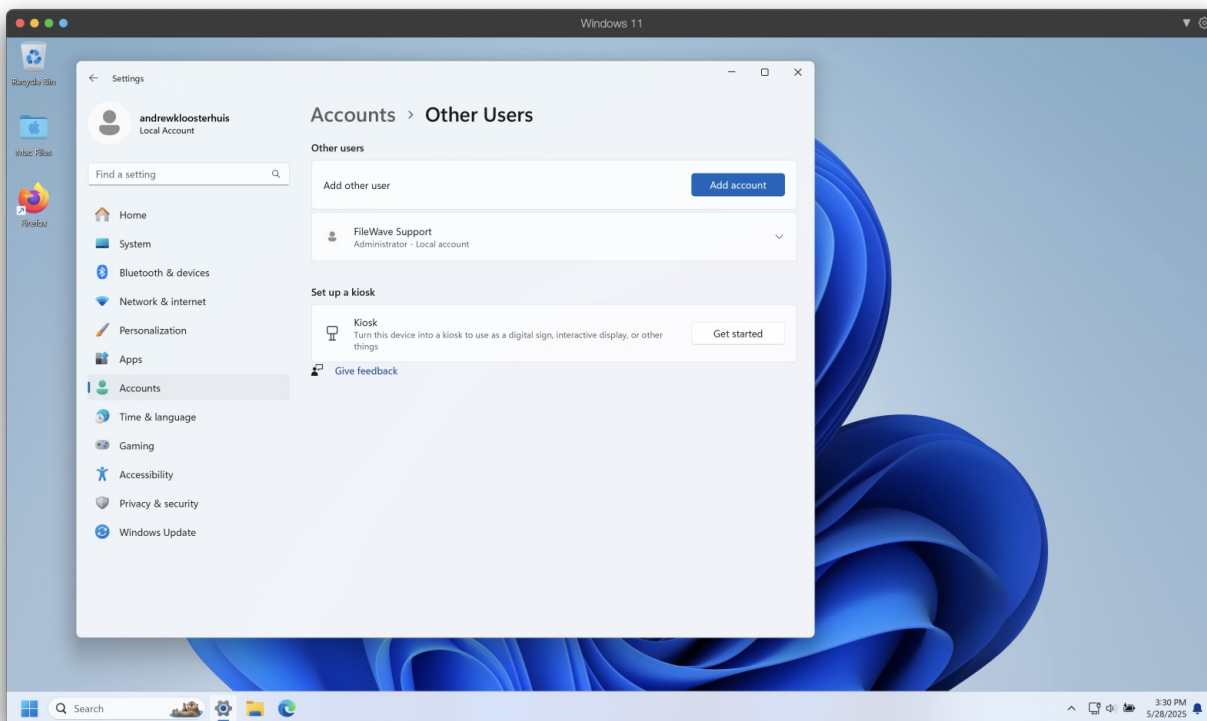 Windows 11
Recycle Bin
Mac Files
Firefox
Settings
andrewkloosterhuis
Local Account
Find a setting
Home
System
Bluetooth & devices
Network & internet
Personalization
Apps
Accounts
Time & language
Gaming
Accessibility
Privacy & security
Windows Update
Accounts > Other Users
Other users
Add other user
Add account
FileWave Support
Administrator - Local account
Set up a kiosk
Kiosk
Turn this device into a kiosk to use as a digital sign, interactive display, or other
things
Get started
Give feedback
Search
3:30 PM
5/28/2025